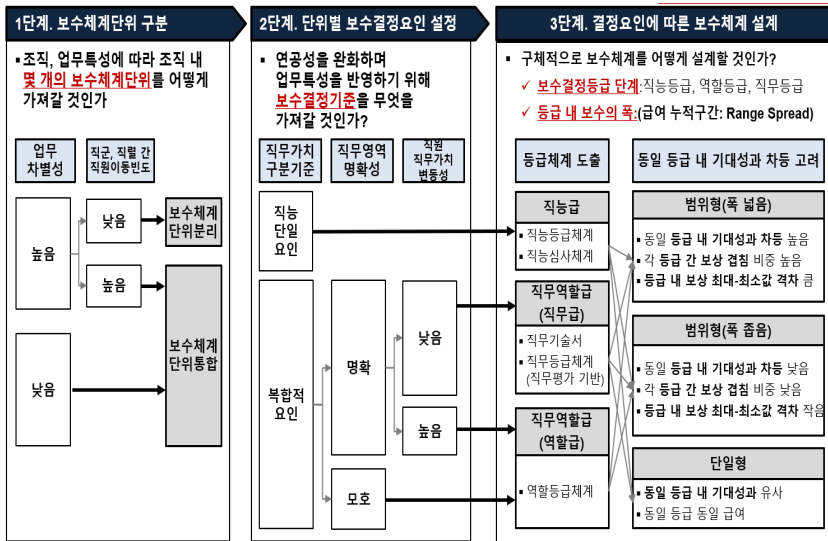 1단계. 보수체계단위 구분
▪조직, 업무특성에 따라 조직 내
몇 개의 보수체계단위를 어떻게
가져갈 것인가
업무
차별성
직군, 직렬 간
직원이동빈도
높음
낮음
보수체계
단위분리
높음
보수체계
단위통합
낮음
2단계. 단위별 보수결정요인 설정
▪ 연공성을 완화하며
업무특성을 반영하기 위해
보수결정기준을 무엇을
가져갈 것인가?
직무가치
구분기준
직무영역
명확성
직원
직무가치
변동성
직능
단일
요인
복합적
요인
명확
낮음
높음
모호
3단계. 결정요인에 따른 보수체계 설계
▪ 구체적으로 보수체계를 어떻게 설계할 것인가?
✓ 보수결정등급 단계:직능등급, 역할등급, 직무등급
✓ 등급 내 보수의 폭:(급여 누적구간: Range Spread)
등급체계 도출
동일 등급 내 기대성과 차등 고려
직능급
▪ 직능등급체계
▪ 직능심사체계
직무역할급
(직무급)
▪ 직무기술서
▪ 직무등급체계
(직무평가 기반)
직무역할급
(역할급)
▪ 역할등급체계
범위형(폭 넓음)
▪ 동일 등급 내 기대성과 차등 높음
▪ 각 등급 간 보상 겹침 비중 높음
▪ 등급 내 보상 최대-최소값 격차 큼
범위형(폭 좁음)
▪ 동일 등급 내 기대성과 차등 낮음
▪ 각 등급 간 보상 겹침 비중 낮음
▪ 등급 내 보상 최대-최소값 격차 작음
단일형
▪ 동일 등급 내 기대성과 유사
▪ 동일 등급 동일 급여